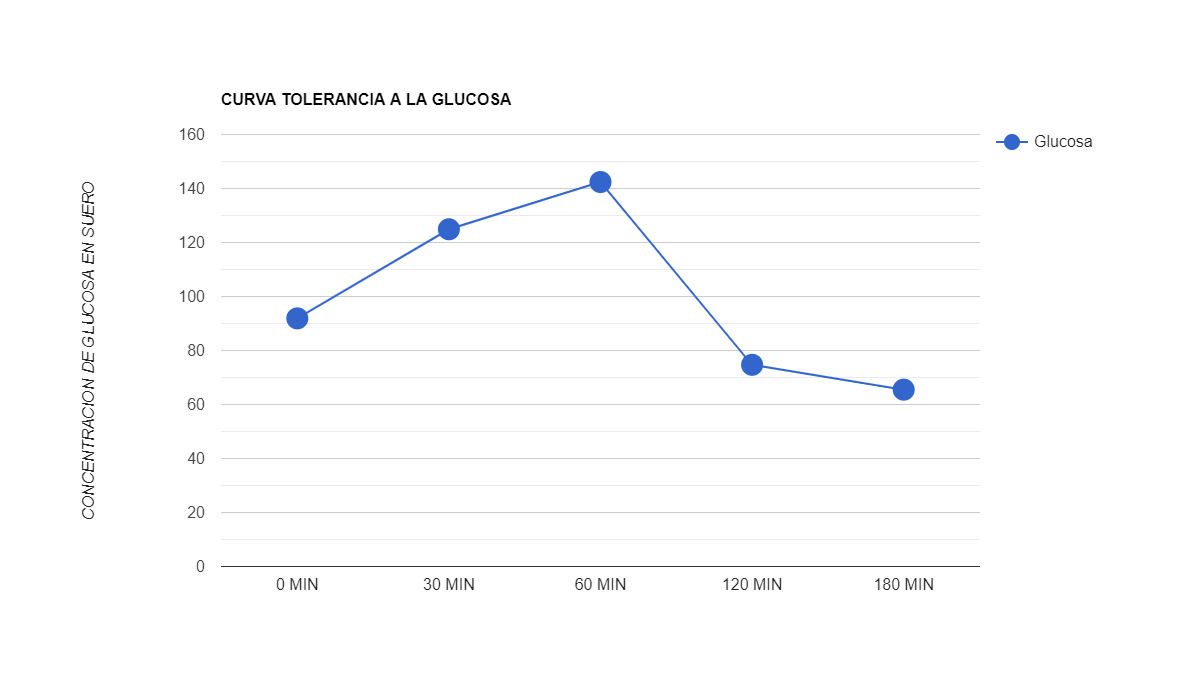 CURVA TOLERANCIA A LA GLUCOSA
Glucosa
CONCENTRACION DE GLUCOSA EN SUERO
160
140
120
100
80
60
40
20
0
0 MIN
30 MIN
60 MIN
120 MIN
180 MIN